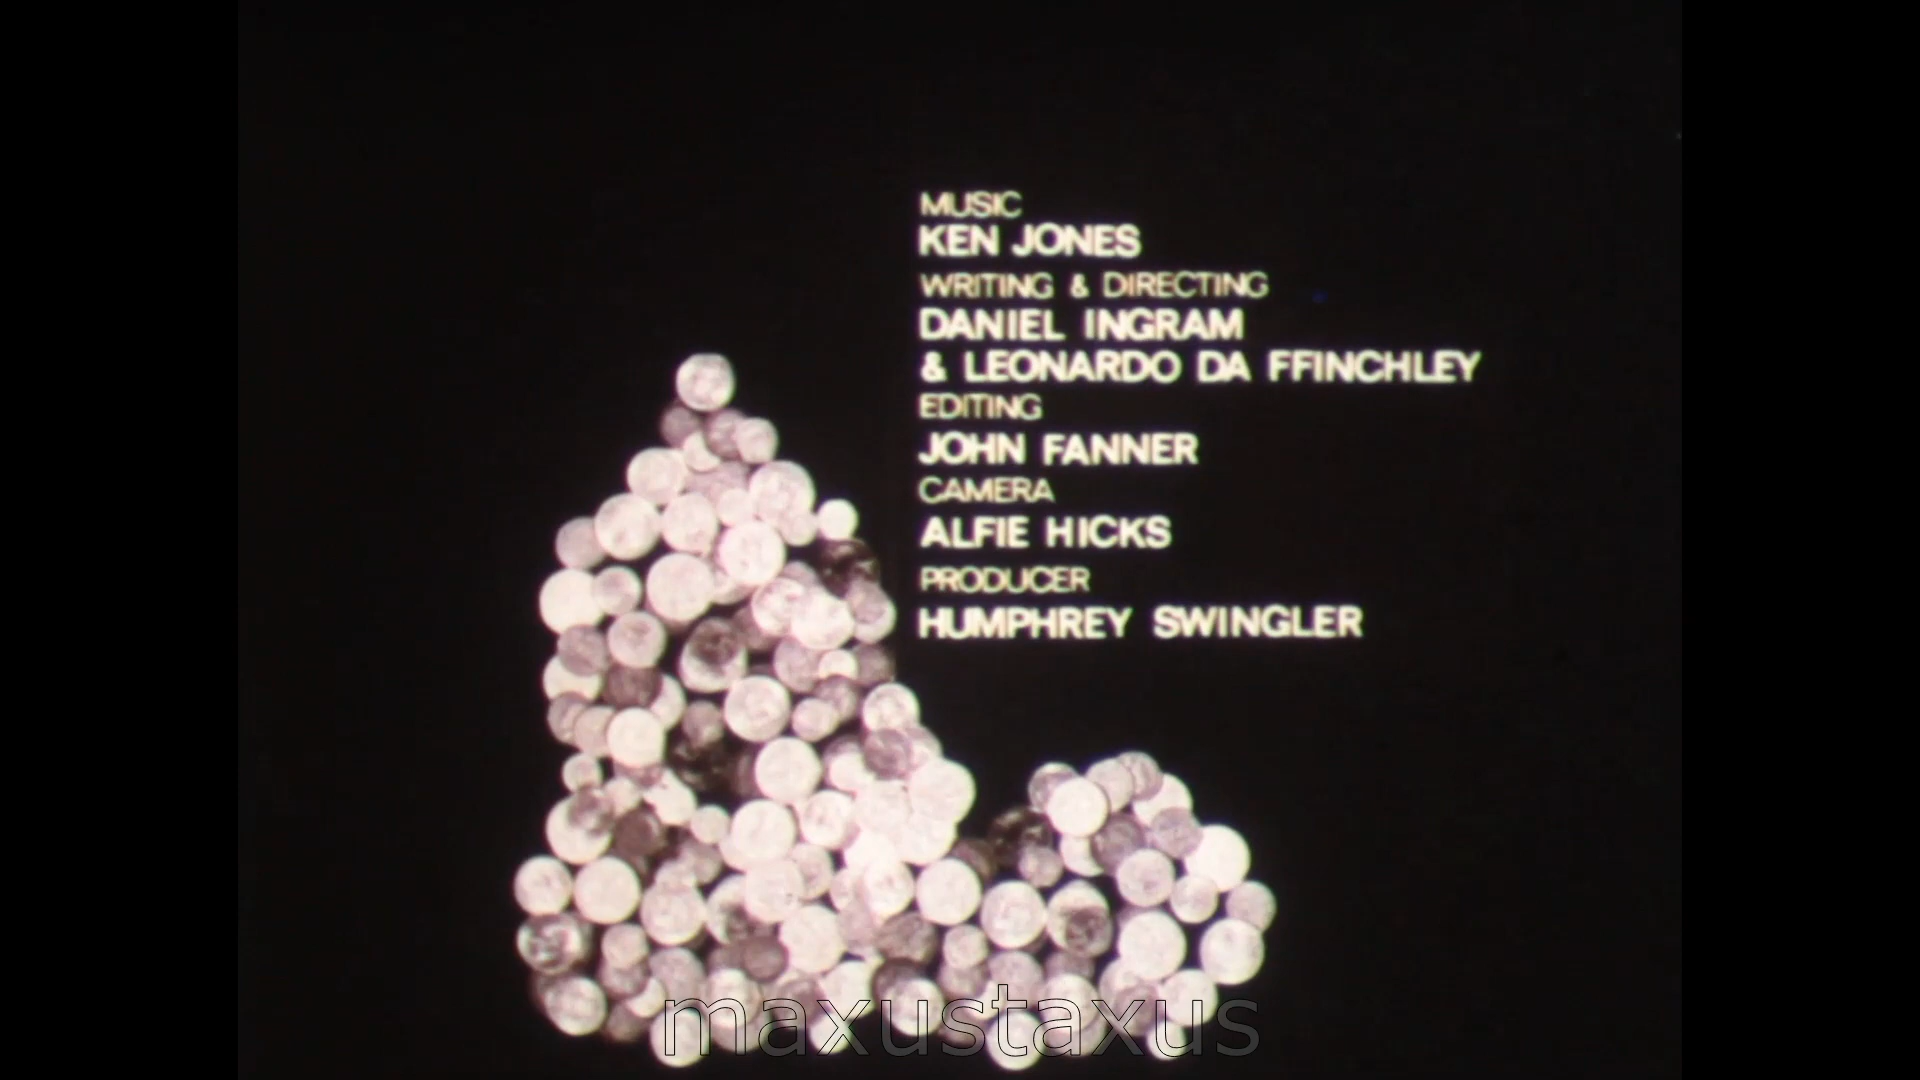 MUSIC
KEN JONES
WRITING & DIRECTING
DANIEL INGRAM
& LEONARDO DA FFINCHLEY
EDITING
JOHN FANNER
CAMERA
ALFIE HICKS
PRODUCER
HUMPHREY SWINGLER
maxustaxus